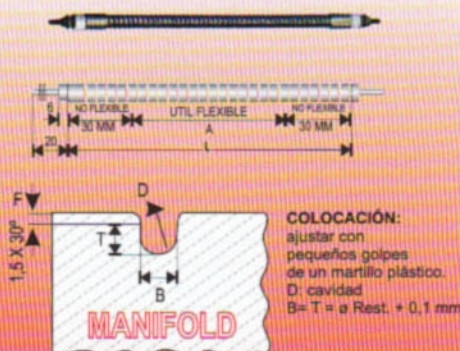 6
NO FLEXIBLE
UTIL FLEXIBLE
NO FLEXIBLE
30 MM
A
30 MM
20
L
F
D
T
1,5 X 30º
B
COLOCACIÓN:
ajustar con
pequeños golpes
de un martillo plástico.
D: cavidad
B= T = ø Rest. + 0,1 mm
MANIFOLD